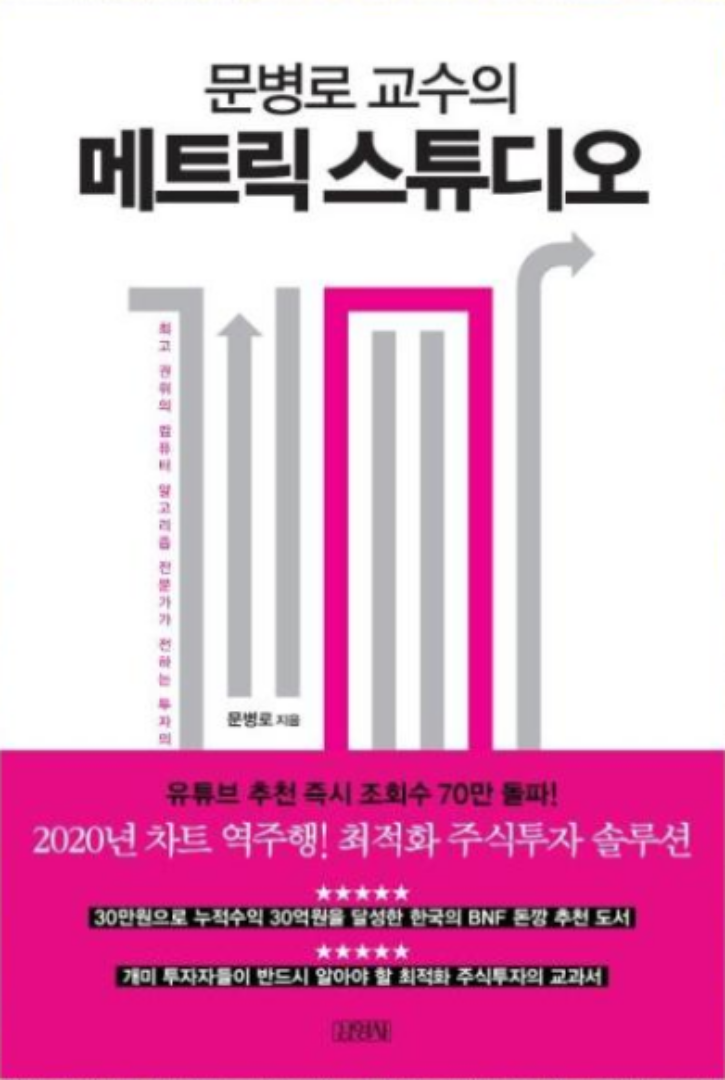 문병로 교수의
메트릭 스튜디오
최고 권위의 컴퓨터 알고리즘 전문가가 전하는 투자의
문병로 지음
유튜브 추천 즉시 조회수 70만 돌파!
2020년 차트 역주행! 최적화 주식투자 솔루션
★★★★★
30만원으로 누적수익 30억원을 달성한 한국의 BNF 돈깡 추천 도서
★★★★★
개미 투자자들이 반드시 알아야 할 최적화 주식투자의 교과서
김영사